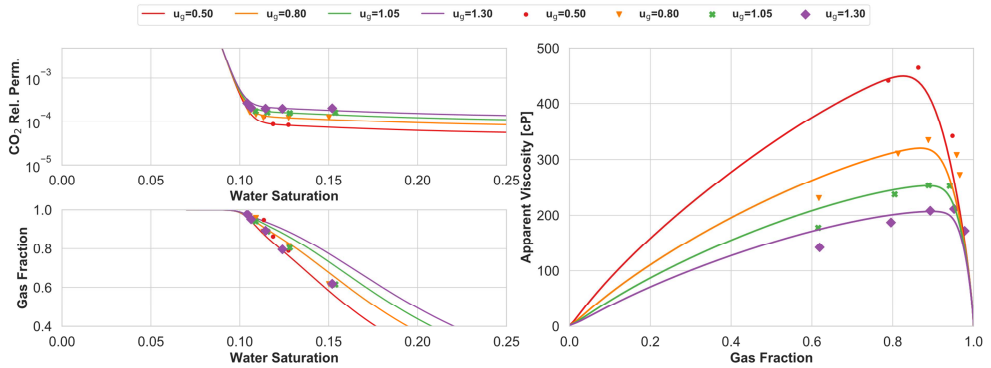 u_g=0.50 u_g=0.80 u_g=1.05 u_g=1.30 u_g=0.50 u_g=0.80 u_g=1.05 u_g=1.30
CO₂ Rel. Perm.
10⁻³
10⁻⁴
10⁻⁵
0.00 0.05 0.10 0.15 0.20 0.25
Water Saturation
Gas Fraction
1.0
0.8
0.6
0.4
0.00 0.05 0.10 0.15 0.20 0.25
Water Saturation
Apparent Viscosity [cP]
500
400
300
200
100
0
0.0 0.2 0.4 0.6 0.8 1.0
Gas Fraction